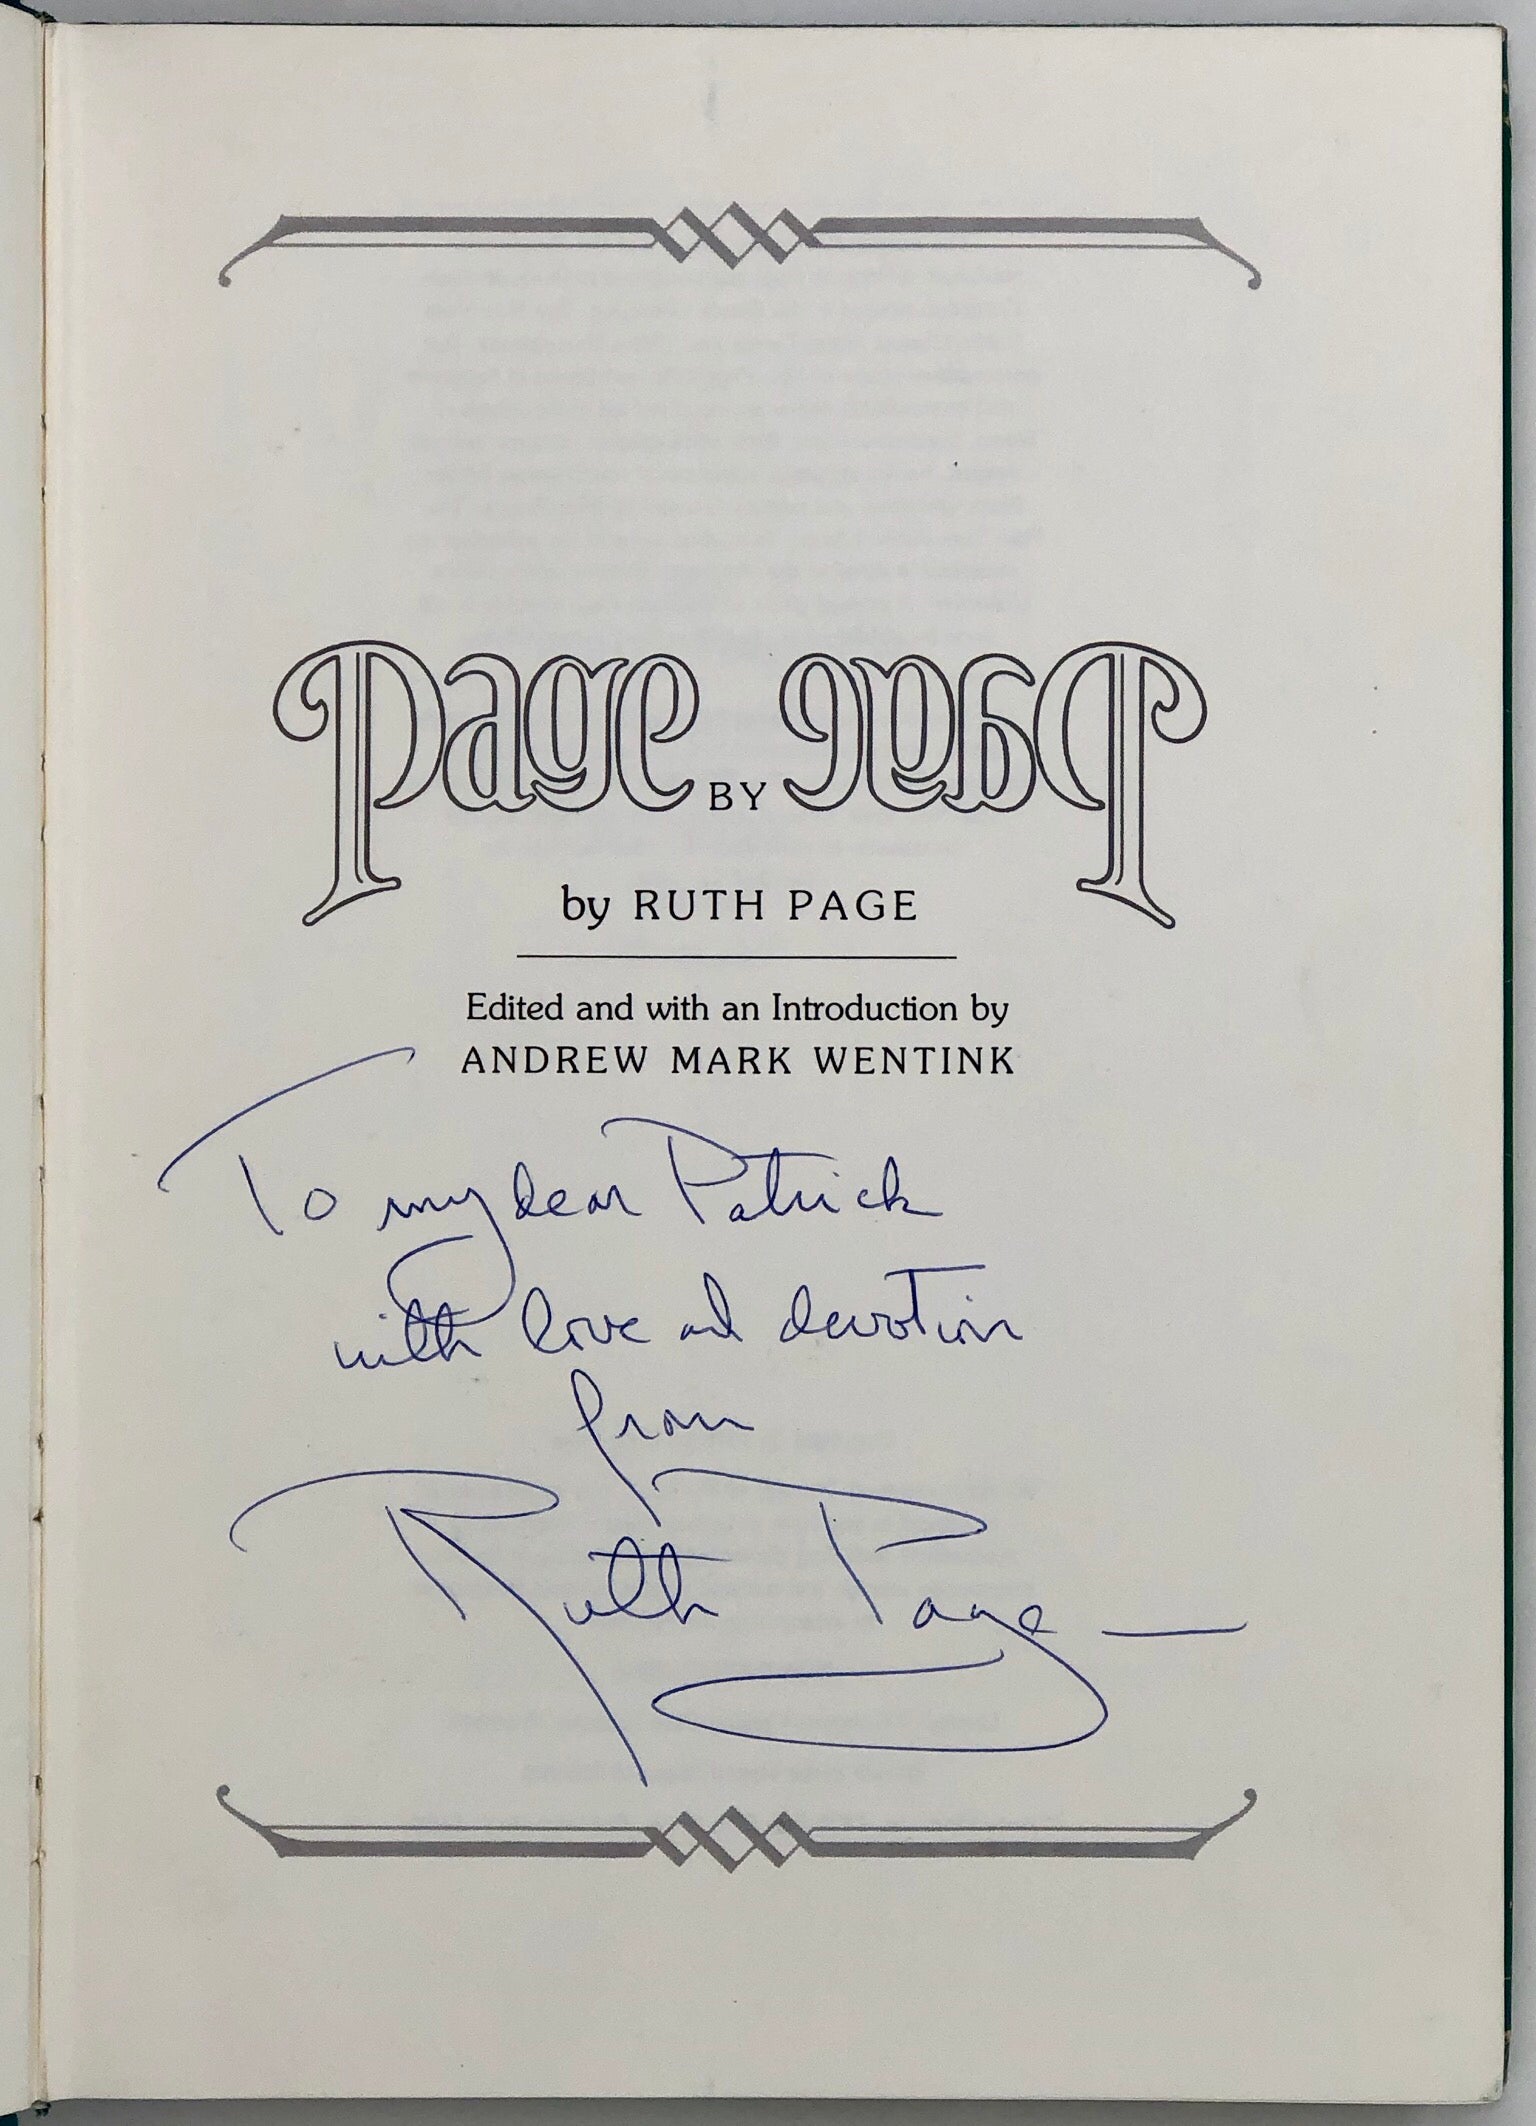 Page BY Page
by RUTH PAGE
Edited and with an Introduction by
ANDREW MARK WENTINK
To my dear Patrick
with love and devotion
from
Ruth Page